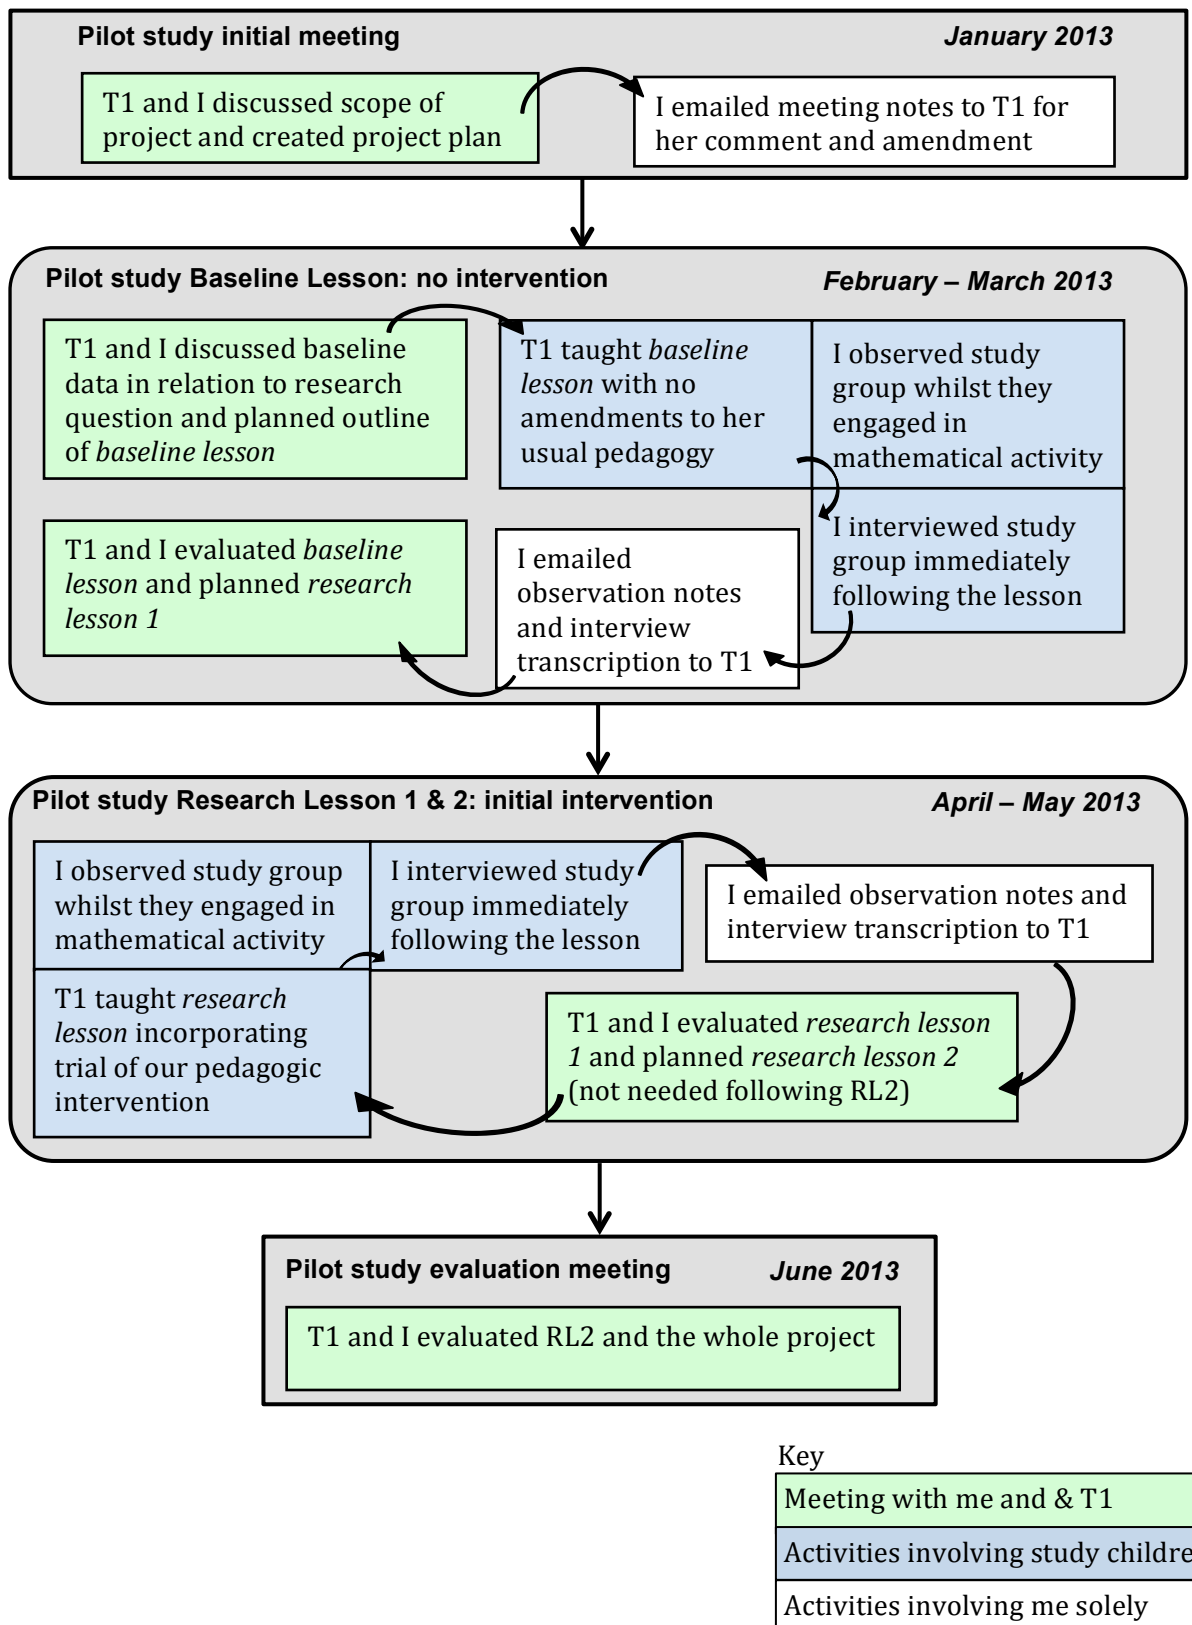 Pilot study initial meeting
January 2013
T1 and I discussed scope of
project and created project plan
I emailed meeting notes to T1 for
her comment and amendment
Pilot study Baseline Lesson: no intervention
February – March 2013
T1 and I discussed baseline
data in relation to research
question and planned outline
of baseline lesson
T1 taught baseline
lesson with no
amendments to her
usual pedagogy
I observed study
group whilst they
engaged in
mathematical activity
I interviewed study
group immediately
following the lesson
I emailed
observation notes
and interview
transcription to T1
T1 and I evaluated baseline
lesson and planned research
lesson 1
Pilot study Research Lesson 1 & 2: initial intervention
April – May 2013
I observed study group
whilst they engaged in
mathematical activity
I interviewed study
group immediately
following the lesson
I emailed observation notes and
interview transcription to T1
T1 taught research
lesson incorporating
trial of our pedagogic
intervention
T1 and I evaluated research lesson
1 and planned research lesson 2
(not needed following RL2)
Pilot study evaluation meeting
June 2013
T1 and I evaluated RL2 and the whole project
Key
Meeting with me and & T1
Activities involving study childre
Activities involving me solely